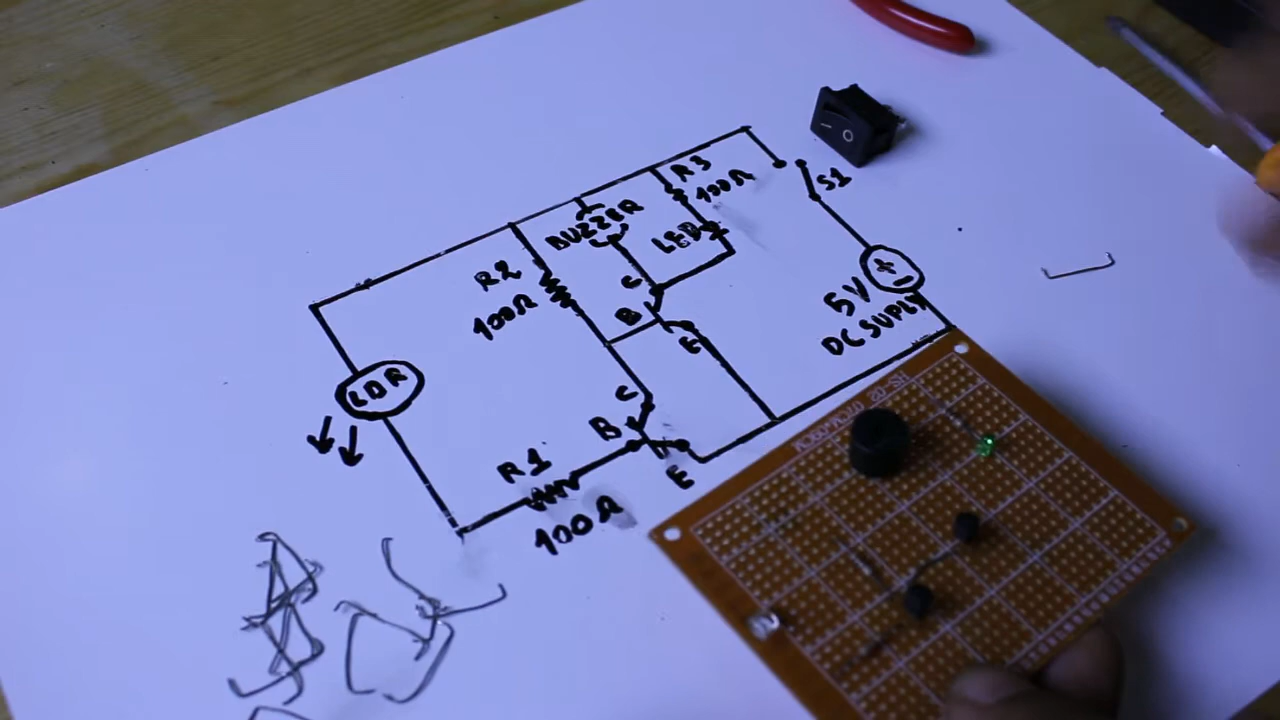 R3
100Ω
BUZZER
LED
S1
R2
100Ω
C
B
E
5V
DC SUPLY
LDR
C
B
E
R1
100Ω